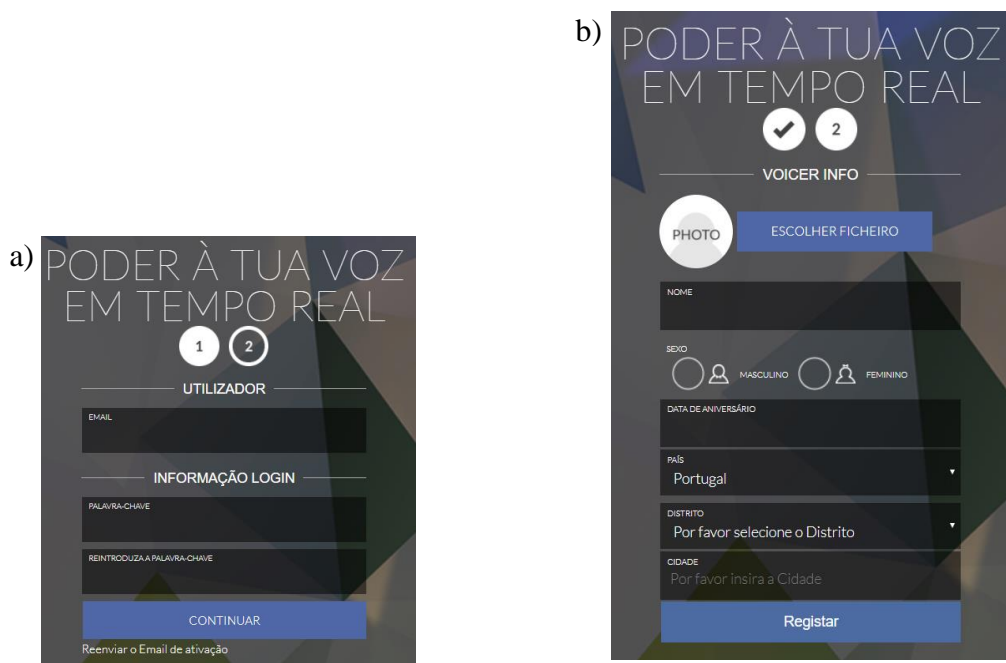 a)
PODER À TUA VOZ
EM TEMPO REAL
1 2
UTILIZADOR
EMAIL
INFORMAÇÃO LOGIN
PALAVRA-CHAVE
REINTRODUZA A PALAVRA-CHAVE
CONTINUAR
Reenviar o Email de ativação
b)
PODER À TUA VOZ
EM TEMPO REAL
2
VOICER INFO
PHOTO
ESCOLHER FICHEIRO
NOME
SEXO
MASCULINO FEMININO
DATA DE ANIVERSÁRIO
PAÍS
Portugal
DISTRITO
Por favor selecione o Distrito
CIDADE
Por favor insira a Cidade
Registar